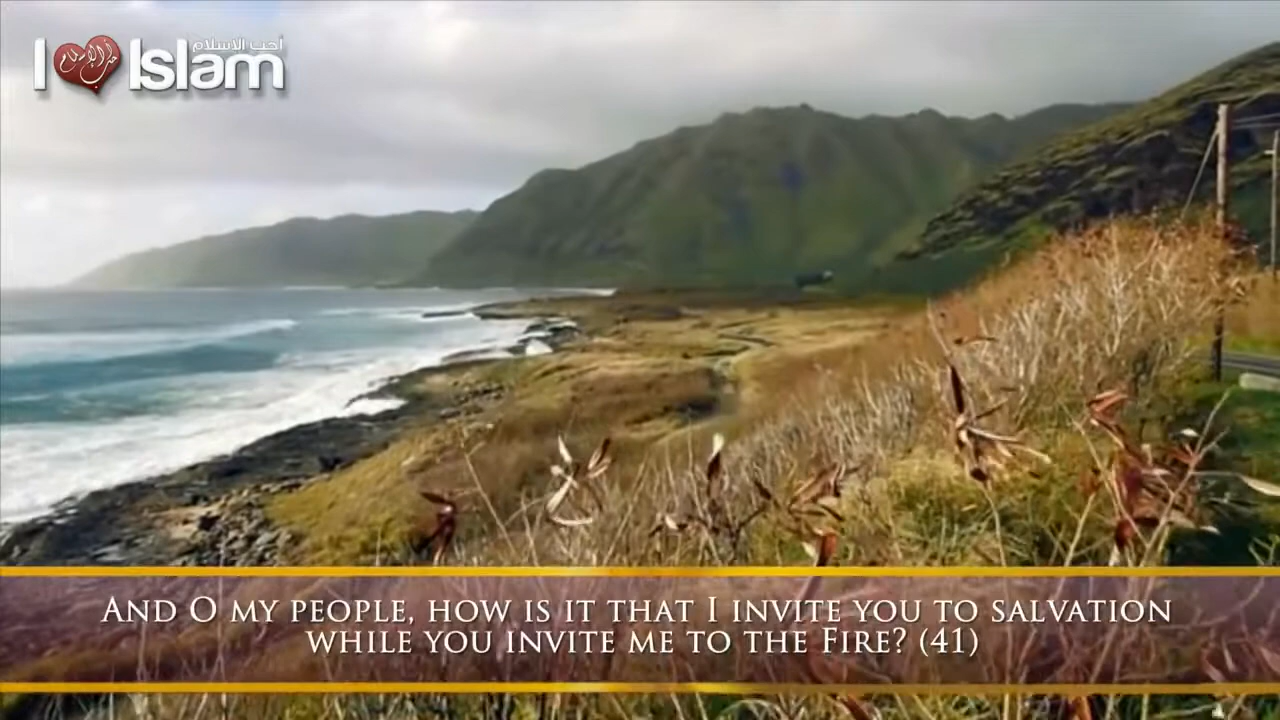 I Islam
أحب الاسلام
And O my people, how is it that I invite you to salvation
while you invite me to the Fire? (41)